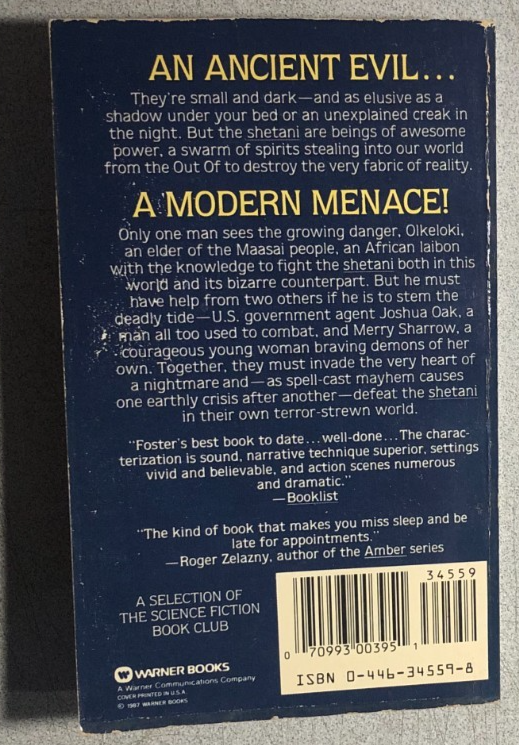 AN ANCIENT EVIL...
They're small and dark—and as elusive as a
shadow under your bed or an unexplained creak in
the night. But the shetani are beings of awesome
power, a swarm of spirits stealing into our world
from the Out Of to destroy the very fabric of reality.
A MODERN MENACE!
Only one man sees the growing danger, Olkeloki,
an elder of the Maasai people, an African laibon
with the knowledge to fight the shetani both in this
world and its bizarre counterpart. But he must
have help from two others if he is to stem the
deadly tide—U.S. government agent Joshua Oak, a
man all too used to combat, and Merry Sharrow, a
courageous young woman braving demons of her
own. Together, they must invade the very heart of
a nightmare and—as spell-cast mayhem causes
one earthly crisis after another—defeat the shetani
in their own terror-strewn world.
"Foster's best book to date...well-done...The charac-
terization is sound, narrative technique superior, settings
vivid and believable, and action scenes numerous
and dramatic."
—Booklist
"The kind of book that makes you miss sleep and be
late for appointments."
—Roger Zelazny, author of the Amber series
A SELECTION OF
THE SCIENCE FICTION
BOOK CLUB
WARNER BOOKS
A Warner Communications Company
COVER PRINTED IN U.S.A.
© 1987 WARNER BOOKS
34559
0 70993 00395 1
ISBN 0-446-34559-8